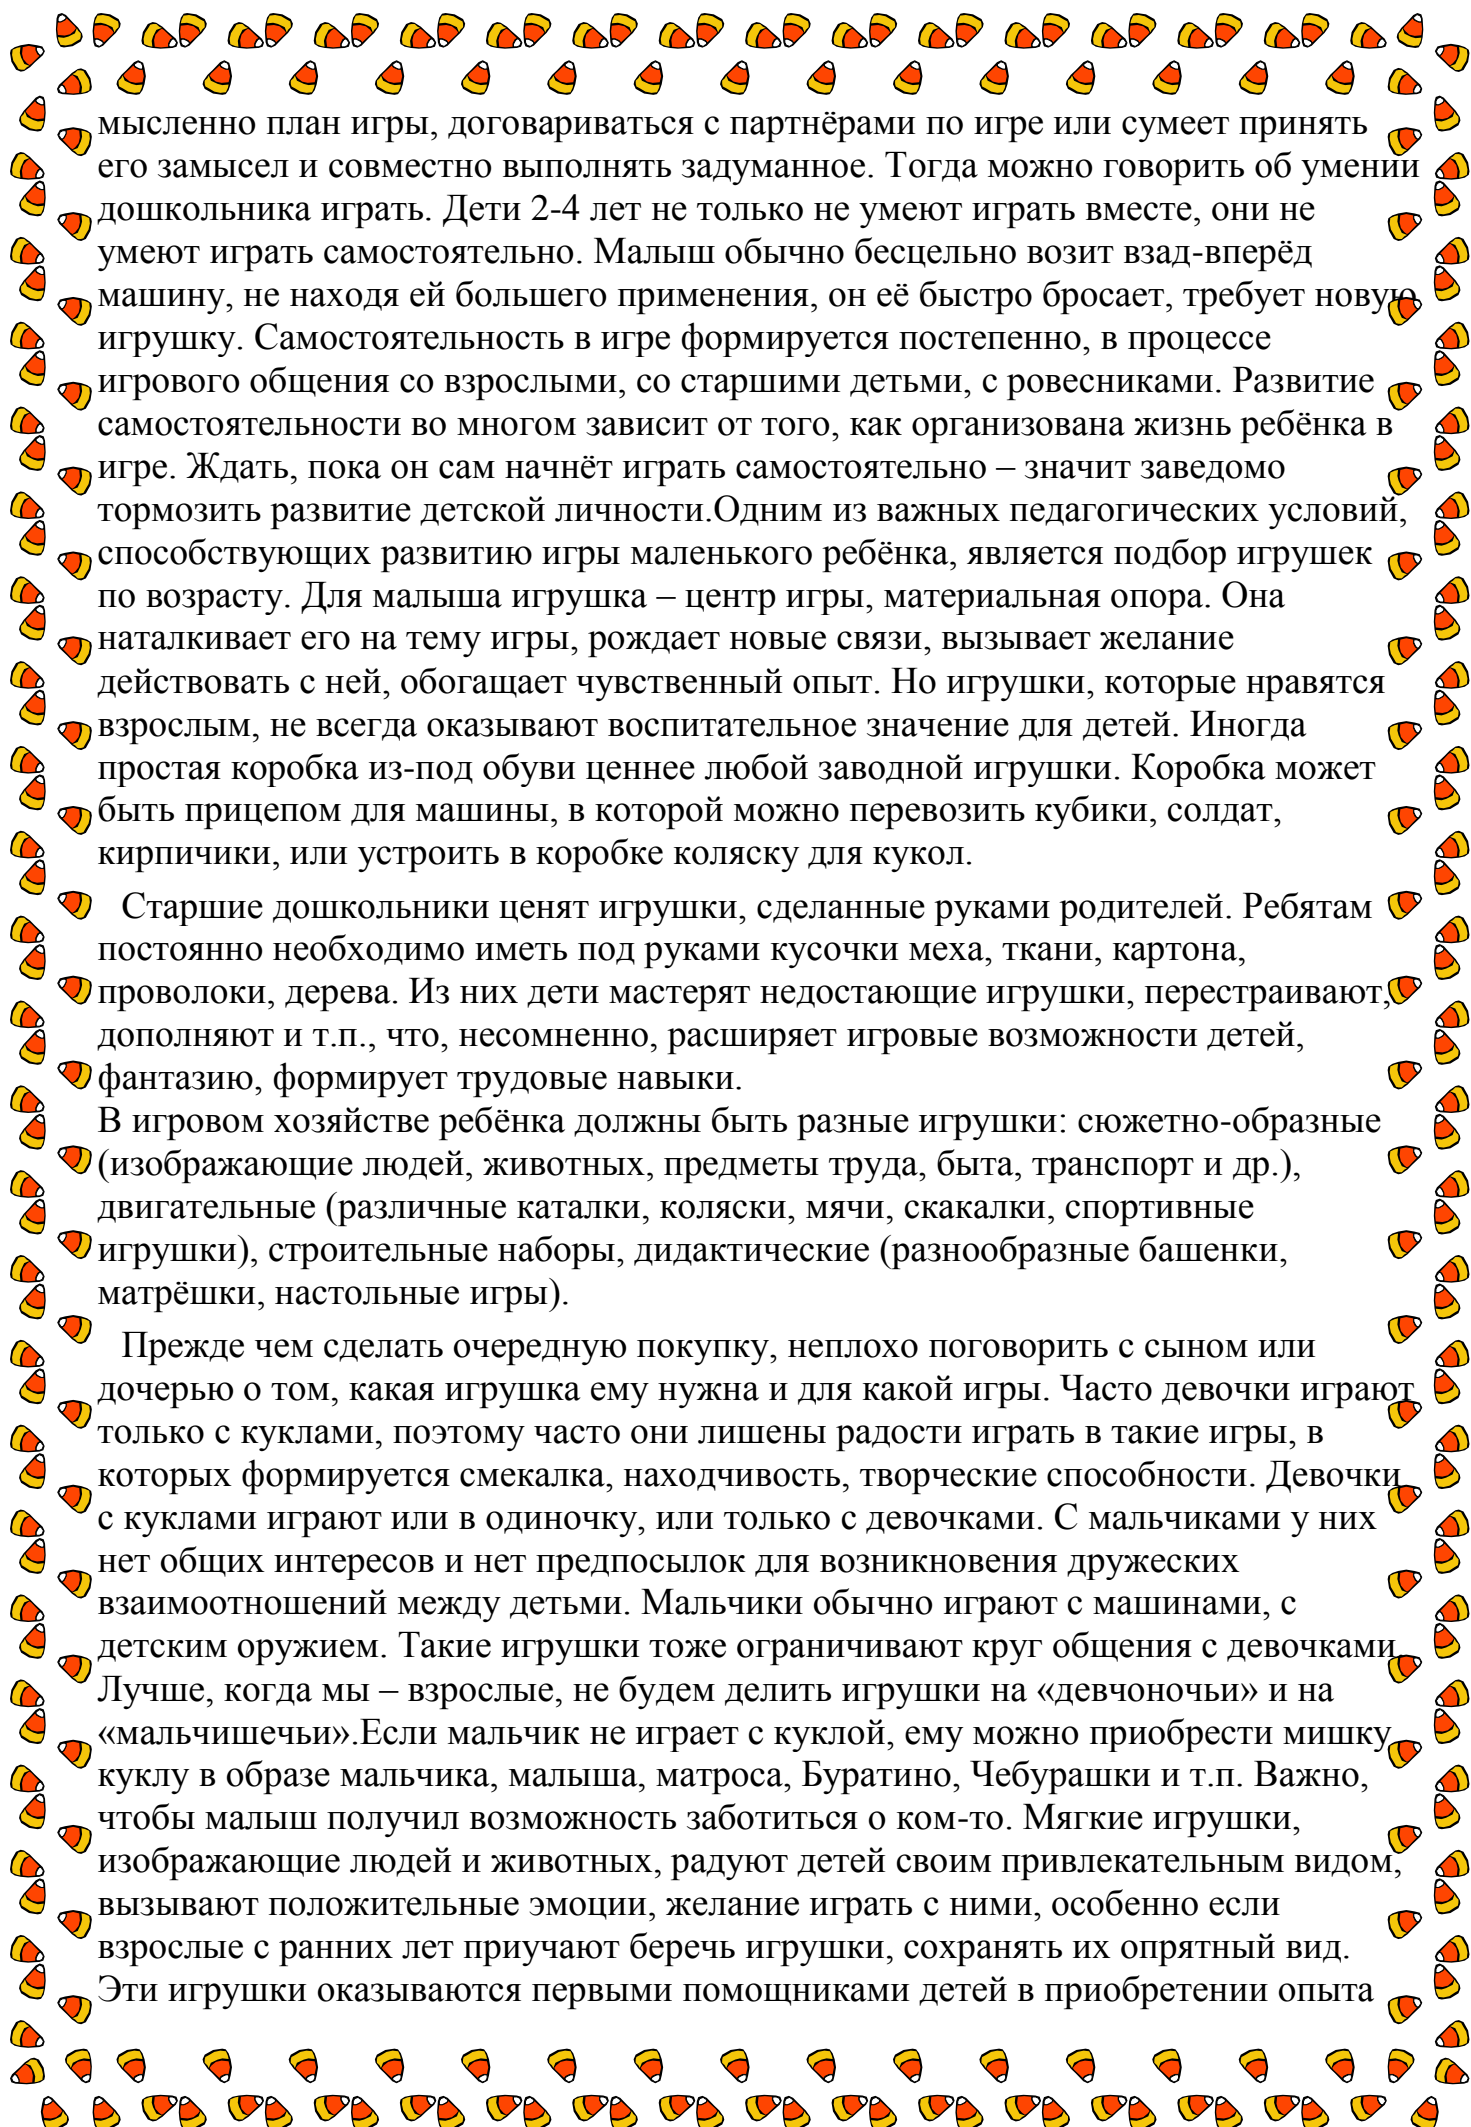 мысленно план игры, договариваться с партнёрами по игре или сумеет принять
его замысел и совместно выполнять задуманное. Тогда можно говорить об умении
дошкольника играть. Дети 2-4 лет не только не умеют играть вместе, они не
умеют играть самостоятельно. Малыш обычно бесцельно возит взад-вперёд
машину, не находя ей большего применения, он её быстро бросает, требует новую
игрушку. Самостоятельность в игре формируется постепенно, в процессе
игрового общения со взрослыми, со старшими детьми, с ровесниками. Развитие
самостоятельности во многом зависит от того, как организована жизнь ребёнка в
игре. Ждать, пока он сам начнёт играть самостоятельно – значит заведомо
тормозить развитие детской личности.Одним из важных педагогических условий,
способствующих развитию игры маленького ребёнка, является подбор игрушек
по возрасту. Для малыша игрушка – центр игры, материальная опора. Она
наталкивает его на тему игры, рождает новые связи, вызывает желание
действовать с ней, обогащает чувственный опыт. Но игрушки, которые нравятся
взрослым, не всегда оказывают воспитательное значение для детей. Иногда
простая коробка из-под обуви ценнее любой заводной игрушки. Коробка может
быть прицепом для машины, в которой можно перевозить кубики, солдат,
кирпичики, или устроить в коробке коляску для кукол.
Старшие дошкольники ценят игрушки, сделанные руками родителей. Ребятам
постоянно необходимо иметь под руками кусочки меха, ткани, картона,
проволоки, дерева. Из них дети мастерят недостающие игрушки, перестраивают,
дополняют и т.п., что, несомненно, расширяет игровые возможности детей,
фантазию, формирует трудовые навыки.
В игровом хозяйстве ребёнка должны быть разные игрушки: сюжетно-образные
(изображающие людей, животных, предметы труда, быта, транспорт и др.),
двигательные (различные каталки, коляски, мячи, скакалки, спортивные
игрушки), строительные наборы, дидактические (разнообразные башенки,
матрёшки, настольные игры).
Прежде чем сделать очередную покупку, неплохо поговорить с сыном или
дочерью о том, какая игрушка ему нужна и для какой игры. Часто девочки играют
только с куклами, поэтому часто они лишены радости играть в такие игры, в
которых формируется смекалка, находчивость, творческие способности. Девочки
с куклами играют или в одиночку, или только с девочками. С мальчиками у них
нет общих интересов и нет предпосылок для возникновения дружеских
взаимоотношений между детьми. Мальчики обычно играют с машинами, с
детским оружием. Такие игрушки тоже ограничивают круг общения с девочками.
Лучше, когда мы – взрослые, не будем делить игрушки на «девчоночьи» и на
«мальчишечьи».Если мальчик не играет с куклой, ему можно приобрести мишку,
куклу в образе мальчика, малыша, матроса, Буратино, Чебурашки и т.п. Важно,
чтобы малыш получил возможность заботиться о ком-то. Мягкие игрушки,
изображающие людей и животных, радуют детей своим привлекательным видом,
вызывают положительные эмоции, желание играть с ними, особенно если
взрослые с ранних лет приучают беречь игрушки, сохранять их опрятный вид.
Эти игрушки оказываются первыми помощниками детей в приобретении опыта